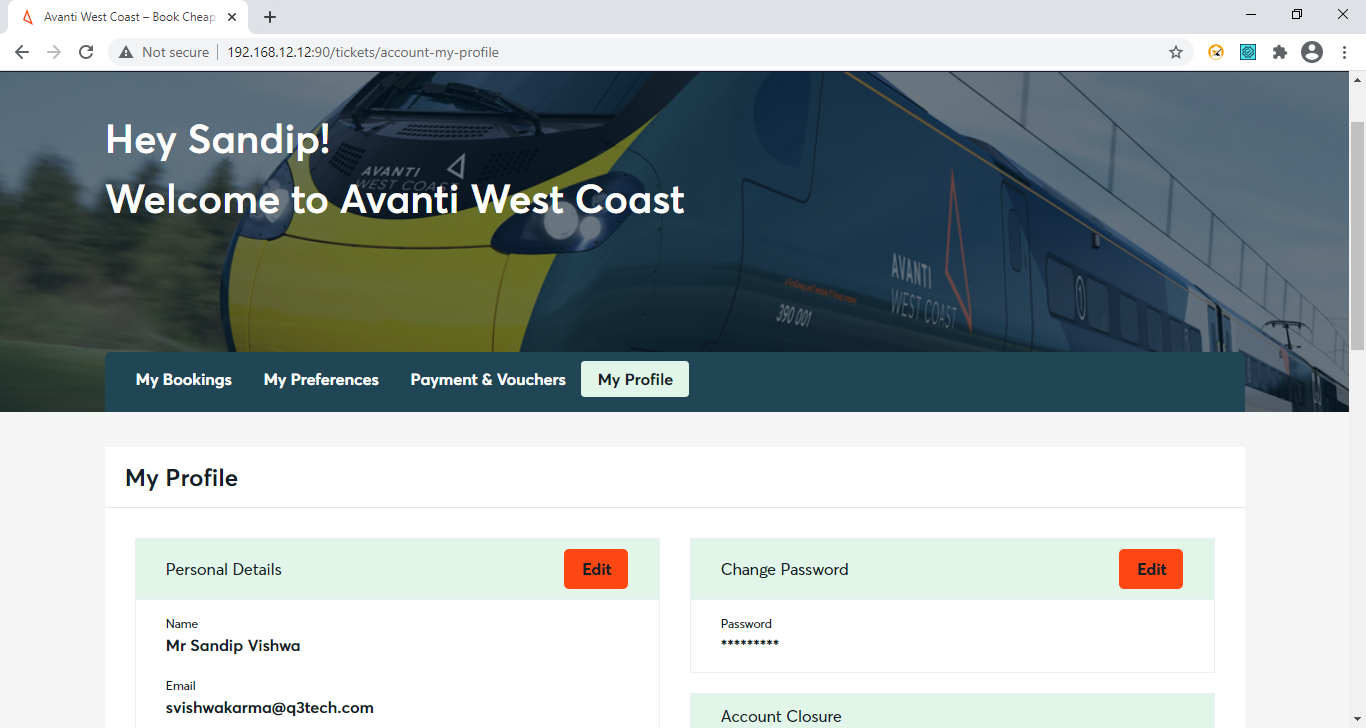 Avanti West Coast – Book Cheap
Not secure
192.168.12.12:90/tickets/account-my-profile
Hey Sandip!
AVANTI
WEST COAST
Welcome to Avanti West Coast
AVANTI
WEST COAST
390 001
My Bookings
My Preferences
Payment & Vouchers
My Profile
My Profile
Personal Details
Edit
Name
Mr Sandip Vishwa
Email
svishwakarma@q3tech.com
Change Password
Edit
Password
*********
Account Closure